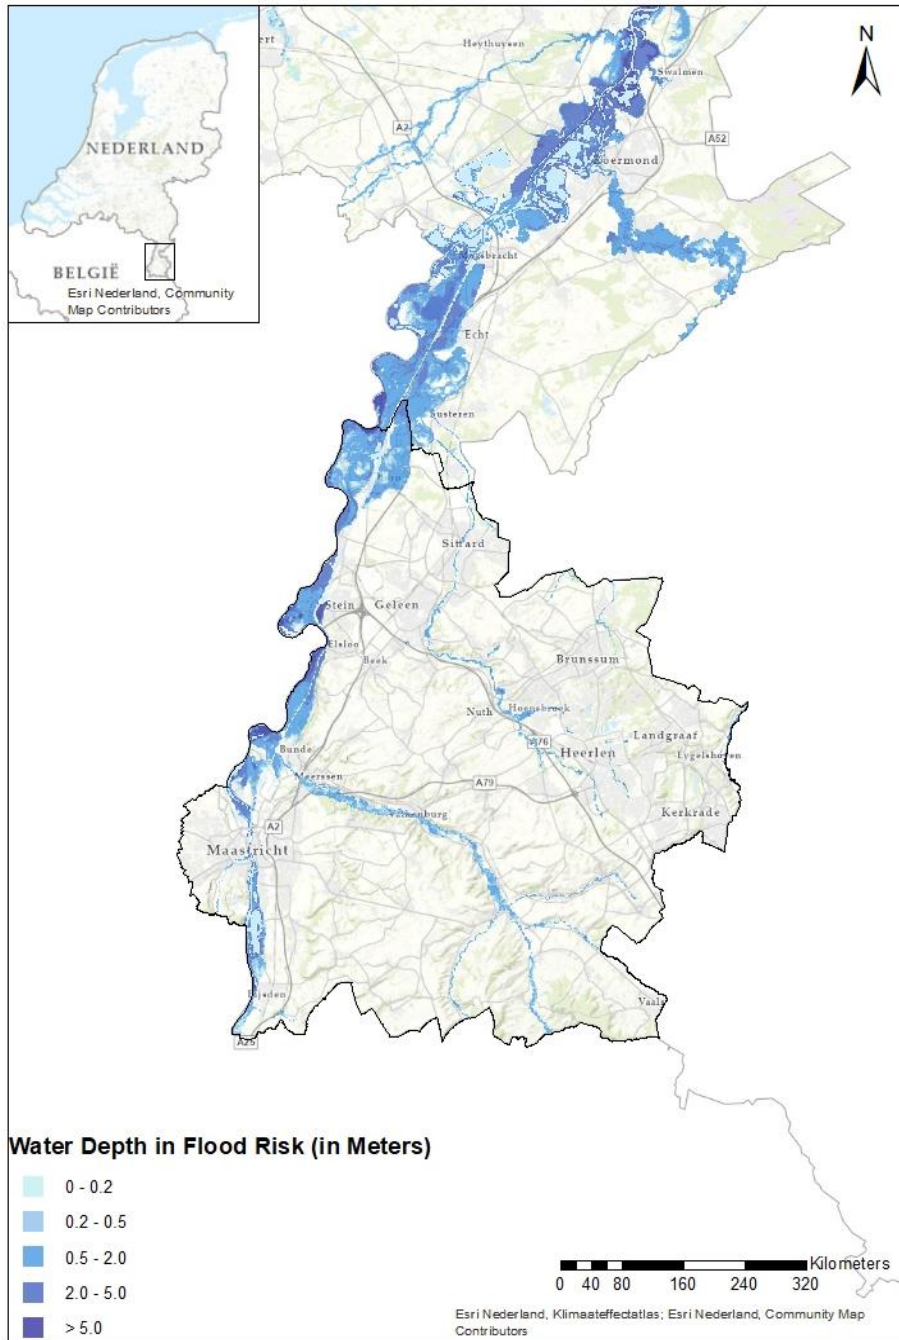 N
NEDERLAND
BELGIË
Esri Nederland, Community
Map Contributors
Heythuysen
Swalmen
A2
A52
Echt
Susteren
Sittard
Stein
Geleen
Elsloo
Beek
Brunssum
Nuth
Hoensbroek
Landgraaf
Bunde
A76
Heerlen
Meerssen
A79
Kerkrade
A2
Maastricht
Vaals
A25
Water Depth in Flood Risk (in Meters)
0 - 0.2
0.2 - 0.5
0.5 - 2.0
2.0 - 5.0
> 5.0
Kilometers
0 40 80 160 240 320
Esri Nederland, Klimaateffectatlas; Esri Nederland, Community Map
Contributors